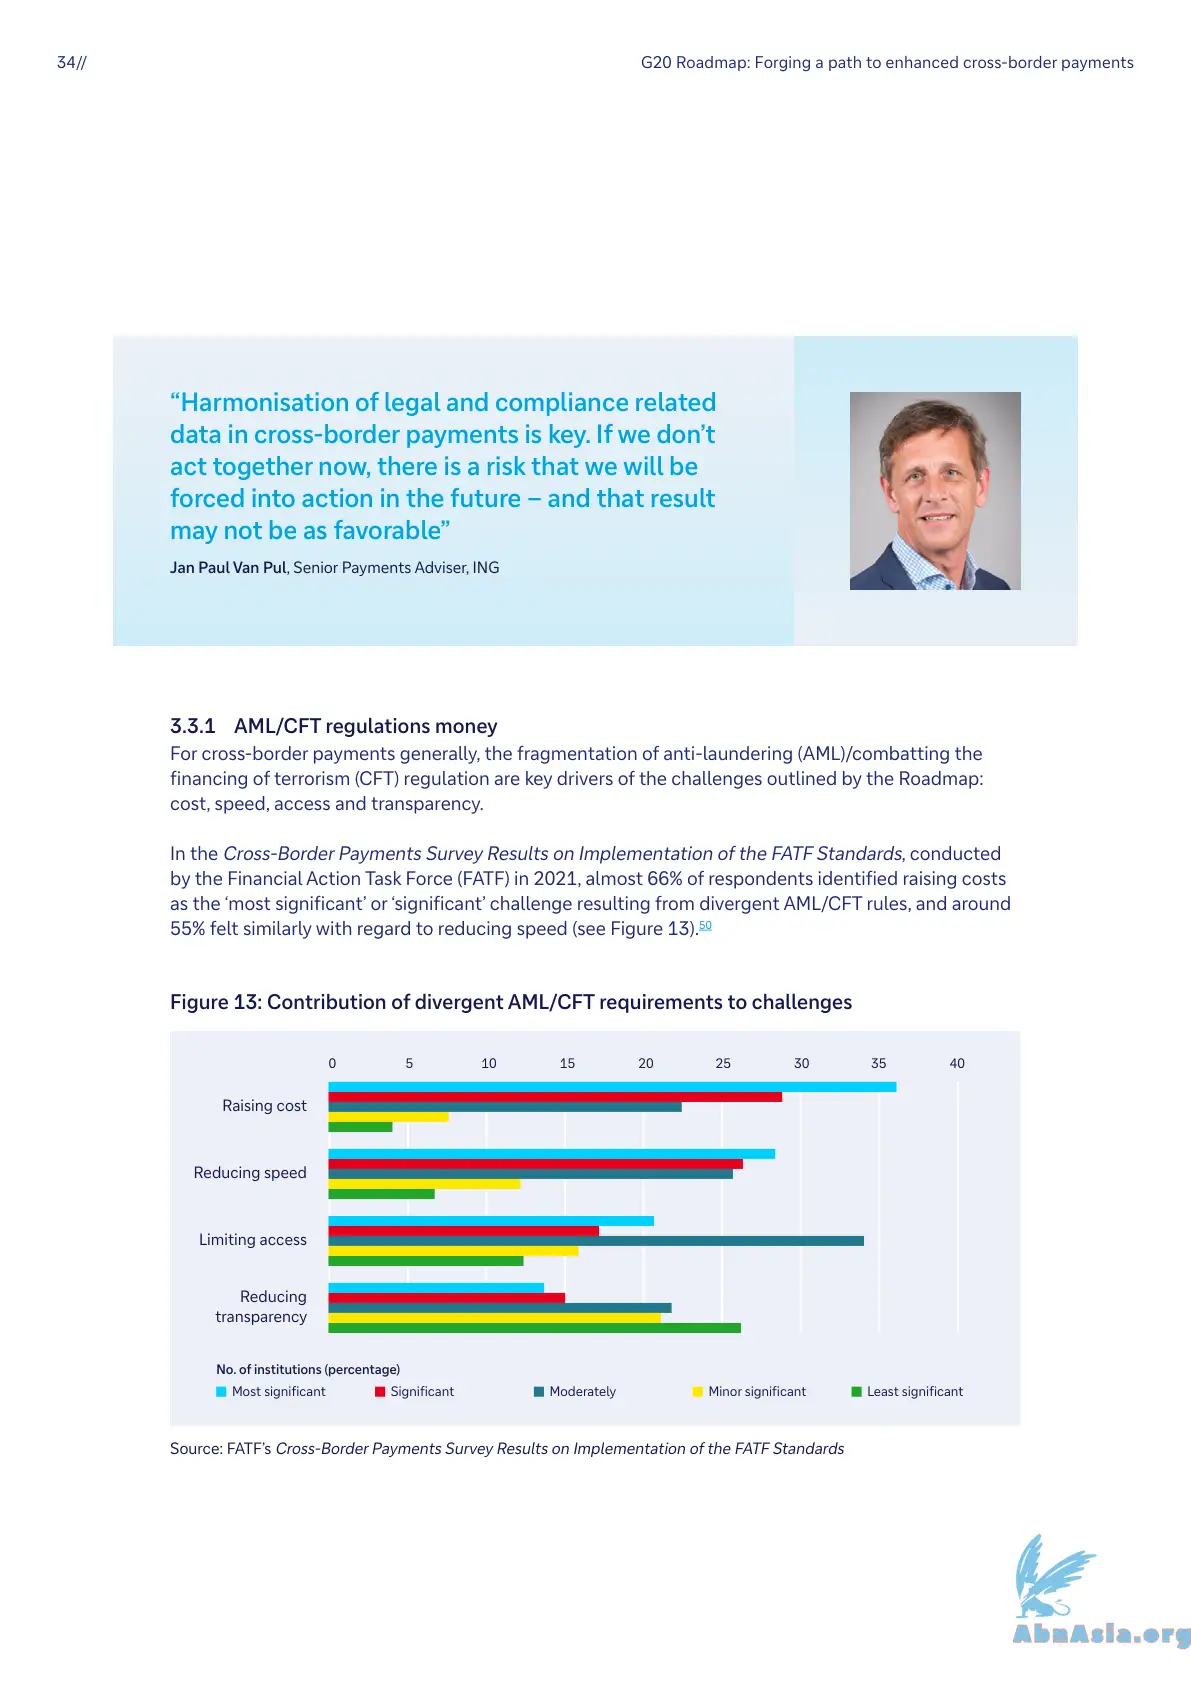 34//
G20 Roadmap: Forging a path to enhanced cross-border payments
“Harmonisation of legal and compliance related
data in cross-border payments is key. If we don’t
act together now, there is a risk that we will be
forced into action in the future – and that result
may not be as favorable”
Jan Paul Van Pul, Senior Payments Adviser, ING
3.3.1 AML/CFT regulations money
For cross-border payments generally, the fragmentation of anti-laundering (AML)/combatting the
financing of terrorism (CFT) regulation are key drivers of the challenges outlined by the Roadmap:
cost, speed, access and transparency.
In the Cross-Border Payments Survey Results on Implementation of the FATF Standards, conducted
by the Financial Action Task Force (FATF) in 2021, almost 66% of respondents identified raising costs
as the ‘most significant’ or ‘significant’ challenge resulting from divergent AML/CFT rules, and around
55% felt similarly with regard to reducing speed (see Figure 13).50
Figure 13: Contribution of divergent AML/CFT requirements to challenges
0 5 10 15 20 25 30 35 40
Raising cost
Reducing speed
Limiting access
Reducing
transparency
No. of institutions (percentage)
Most significant Significant Moderately Minor significant Least significant
Source: FATF’s Cross-Border Payments Survey Results on Implementation of the FATF Standards
AbnAsia.org